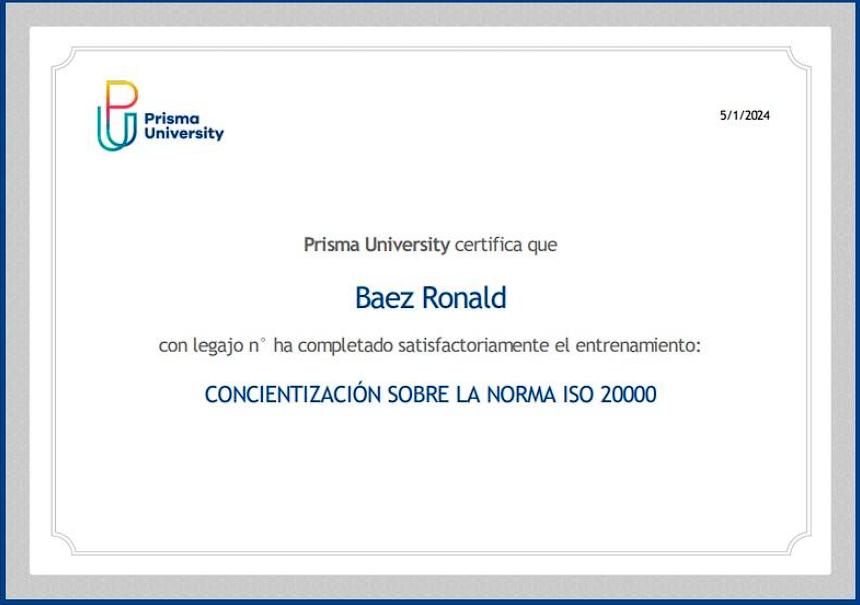 Prisma
University
5/1/2024
Prisma University certifica que
Baez Ronald
con legajo n° ha completado satisfactoriamente el entrenamiento:
CONCIENTIZACIÓN SOBRE LA NORMA ISO 20000